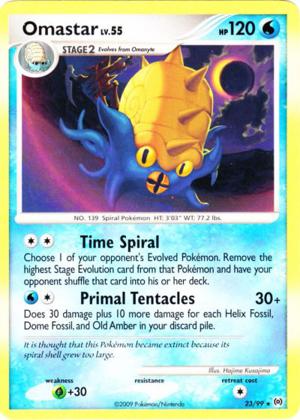 Omastar LV.55 HP 120
STAGE 2 Evolves from Omanyte
NO. 139 Spiral Pokémon HT: 3'03" WT: 77.2 lbs.
Time Spiral
Choose 1 of your opponent's Evolved Pokémon. Remove the
highest Stage Evolution card from that Pokémon and have your
opponent shuffle that card into his or her deck.
Primal Tentacles 30+
Does 30 damage plus 10 more damage for each Helix Fossil,
Dome Fossil, and Old Amber in your discard pile.
It is thought that this Pokémon became extinct because its
spiral shell grew too large.
Illus. Hajime Kusajima
weakness resistance retreat cost
+30
©2009 Pokémon/Nintendo 23/99 ★